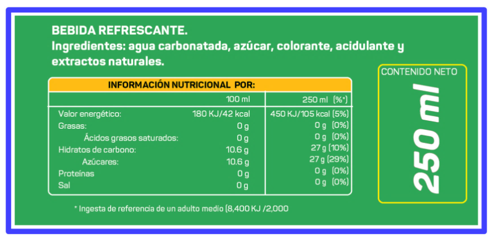 BEBIDA REFRESCANTE.
Ingredientes: agua carbonatada, azúcar, colorante, acidulante y
extractos naturales.
INFORMACIÓN NUTRICIONAL POR:
100 ml 250 ml (%*)
Valor energético: 180 KJ/42 kcal 450 KJ/105 kcal (5%)
Grasas: 0 g 0 g (0%)
Ácidos grasos saturados: 0 g 0 g (0%)
Hidratos de carbono: 10.6 g 27 g (10%)
Azúcares: 10.6 g 27 g (29%)
Proteínas 0 g 0 g (0%)
Sal 0 g 0 g (0%)
* Ingesta de referencia de un adulto medio (8,400 KJ /2,000
CONTENIDO NETO
250 ml